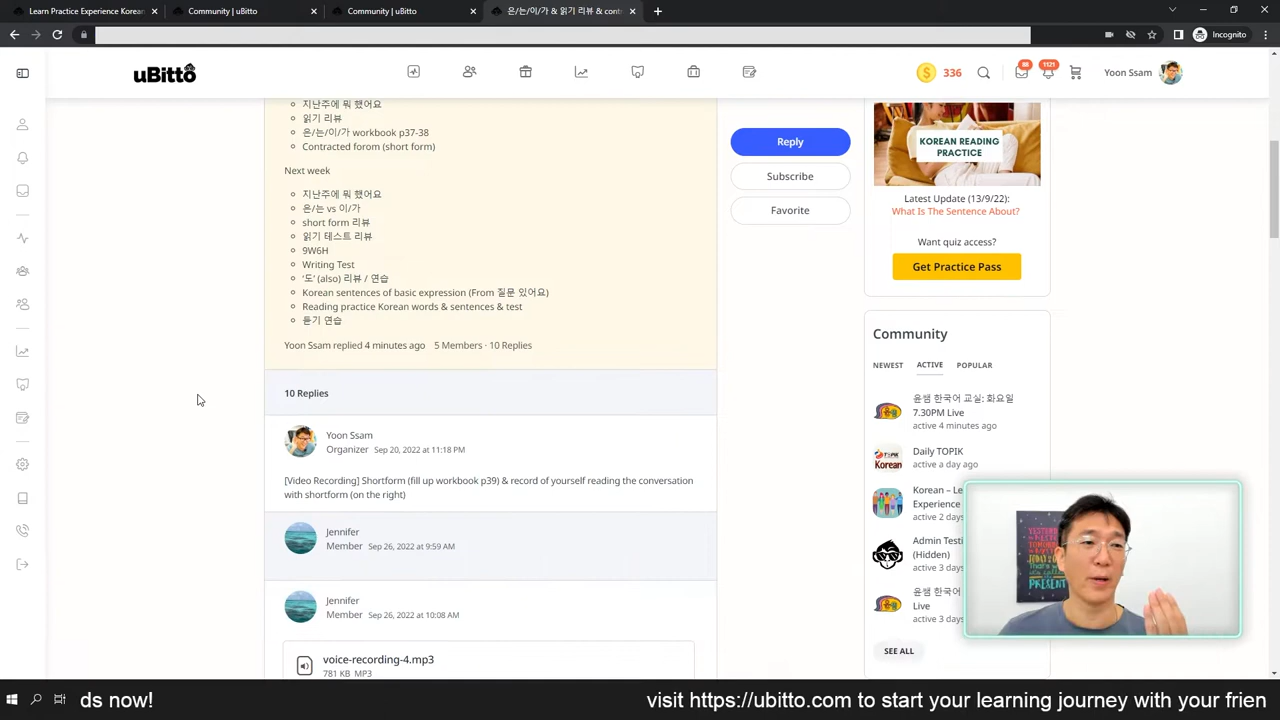 Learn Practice Experience Korean
Community | uBitto
Community | uBitto
은/는/이/가 & 읽기 리뷰 & cont
Incognito
uBitto
336
88
1121
Yoon Ssam
지난주에 뭐 했어요
읽기 리뷰
은/는/이/가 workbook p37-38
Contracted forom (short form)
Next week
지난주에 뭐 했어요
은/는 vs 이/가
short form 리뷰
읽기 테스트 리뷰
9W6H
Writing Test
‘도’ (also) 리뷰 / 연습
Korean sentences of basic expression (From 질문 있어요)
Reading practice Korean words & sentences & test
듣기 연습
Yoon Ssam replied 4 minutes ago 5 Members · 10 Replies
Reply
Subscribe
Favorite
KOREAN READING
PRACTICE
Latest Update (13/9/22):
What Is The Sentence About?
Want quiz access?
Get Practice Pass
10 Replies
Yoon Ssam
Organizer Sep 20, 2022 at 11:18 PM
[Video Recording] Shortform (fill up workbook p39) & record of yourself reading the conversation
with shortform (on the right)
Jennifer
Member Sep 26, 2022 at 9:59 AM
Jennifer
Member Sep 26, 2022 at 10:08 AM
voice-recording-4.mp3
781 KB MP3
Community
NEWEST ACTIVE POPULAR
윤쌤 한국어 교실: 화요일
7.30PM Live
active 4 minutes ago
Daily TOPIK
active a day ago
Korean – Le
Experience
active 2 days
Admin Testi
(Hidden)
active 3 days
윤쌤 한국어
Live
active 3 days
SEE ALL
ds now!
visit https://ubitto.com to start your learning journey with your frien